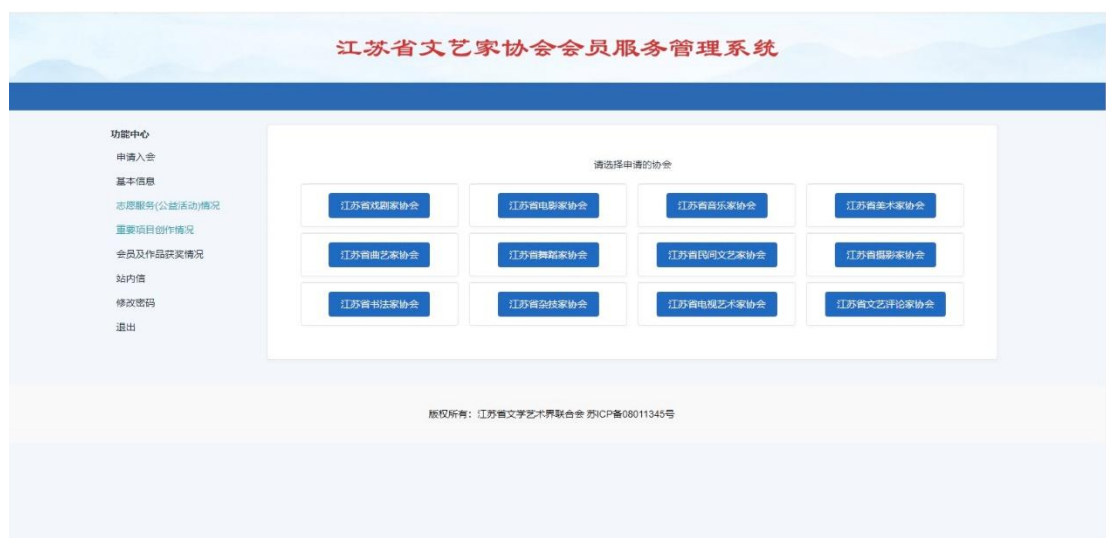 江苏省文艺家协会会员服务管理系统
功能中心
申请入会
基本信息
志愿服务(公益活动)情况
重要项目创作情况
会员及作品获奖情况
站内信
修改密码
退出
请选择申请的协会
江苏省戏剧家协会 江苏省电影家协会 江苏省音乐家协会 江苏省美术家协会
江苏省曲艺家协会 江苏省舞蹈家协会 江苏省民间文艺家协会 江苏省摄影家协会
江苏省书法家协会 江苏省杂技家协会 江苏省电视艺术家协会 江苏省文艺评论家协会
版权所有：江苏省文学艺术界联合会 苏ICP备08011345号